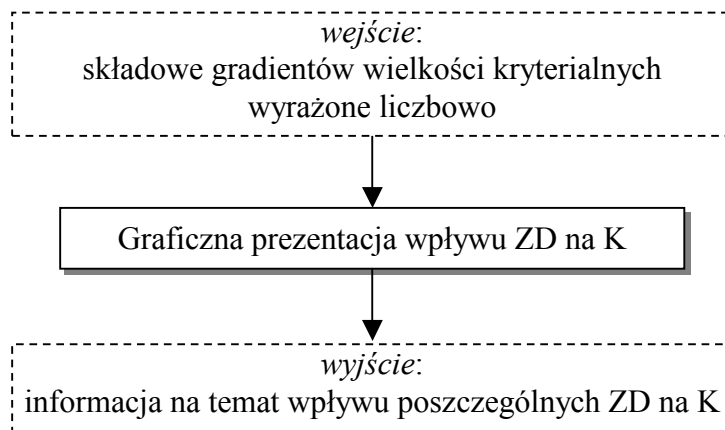 wejście:
składowe gradientów wielkości kryterialnych
wyrażone liczbowo
Graficzna prezentacja wpływu ZD na K
wyjście:
informacja na temat wpływu poszczególnych ZD na K